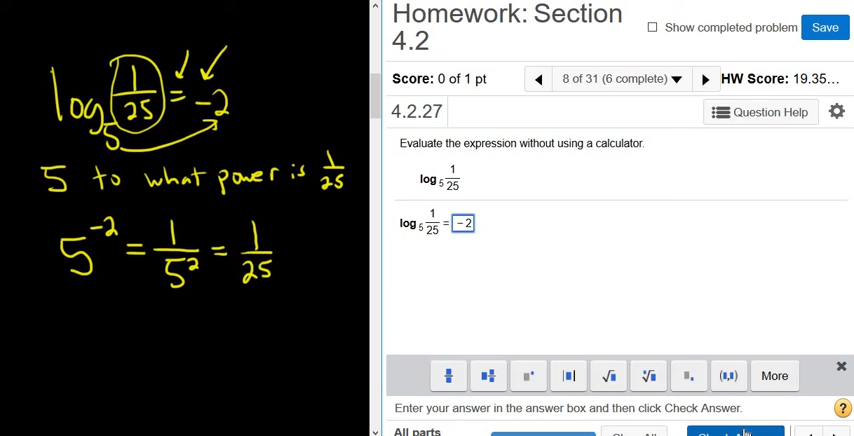 log₅ 1/25 = -2
5 to what power is 1/25
5⁻² = 1/5² = 1/25
Homework: Section 4.2
Show completed problem
Save
Score: 0 of 1 pt
8 of 31 (6 complete)
HW Score: 19.35...
4.2.27
Question Help
Evaluate the expression without using a calculator.
log₅ 1/25
log₅ 1/25 = -2
More
Enter your answer in the answer box and then click Check Answer.
?
All parts